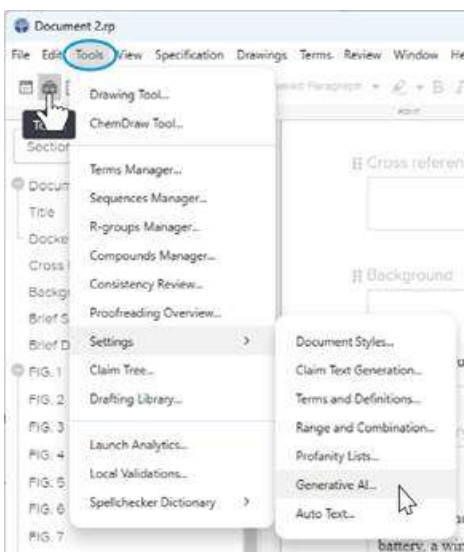 Document 2.rp
File Edit Tools View Specification Drawings Terms Review Window He
Drawing Tool...
ChemDraw Tool...
Section
Terms Manager...
Sequences Manager...
R-groups Manager...
Compounds Manager...
Consistency Review...
Proofreading Overview...
Settings
Claim Tree...
Drafting Library...
Launch Analytics...
Local Validations...
Spellchecker Dictionary
Docum
Title
Docke
Cross
Backgr
Brief S
Brief D
FIG. 1
FIG. 2
FIG. 3
FIG. 4
FIG. 5
FIG. 6
FIG. 7
Document Styles...
Claim Text Generation...
Terms and Definitions...
Range and Combination...
Profanity Lists...
Generative AI...
Auto Text...
Paragraph
B I
Cross referen
Background
battery, a win